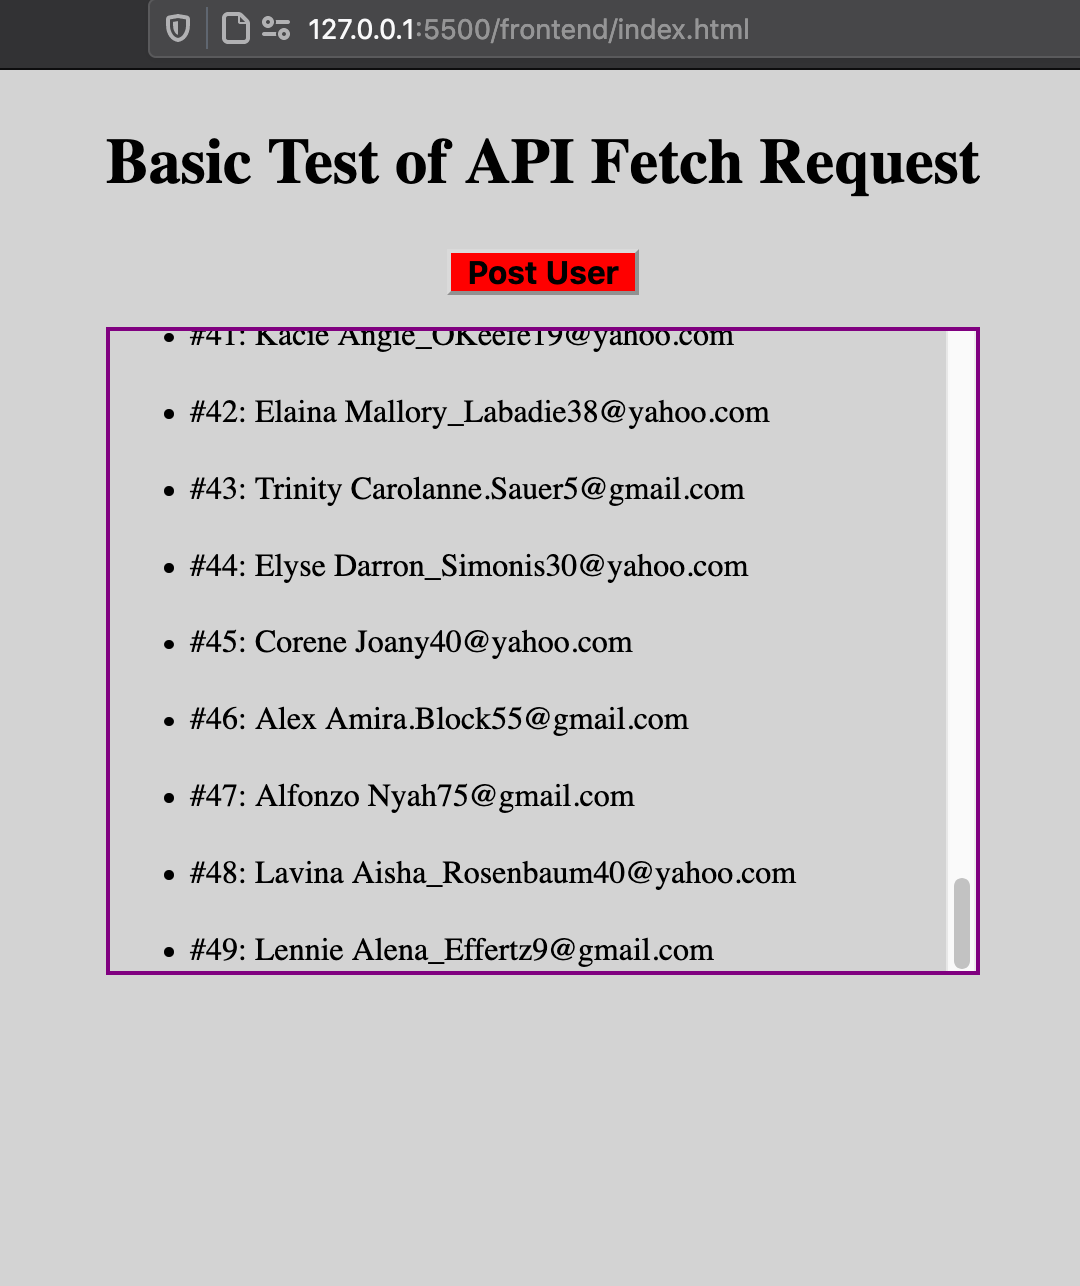 127.0.0.1:5500/frontend/index.html
Basic Test of API Fetch Request
Post User
#41: Kacie Angie_OKeefe19@yahoo.com
#42: Elaina Mallory_Labadie38@yahoo.com
#43: Trinity Carolanne.Sauer5@gmail.com
#44: Elyse Darron_Simonis30@yahoo.com
#45: Corene Joany40@yahoo.com
#46: Alex Amira.Block55@gmail.com
#47: Alfonzo Nyah75@gmail.com
#48: Lavina Aisha_Rosenbaum40@yahoo.com
#49: Lennie Alena_Effertz9@gmail.com